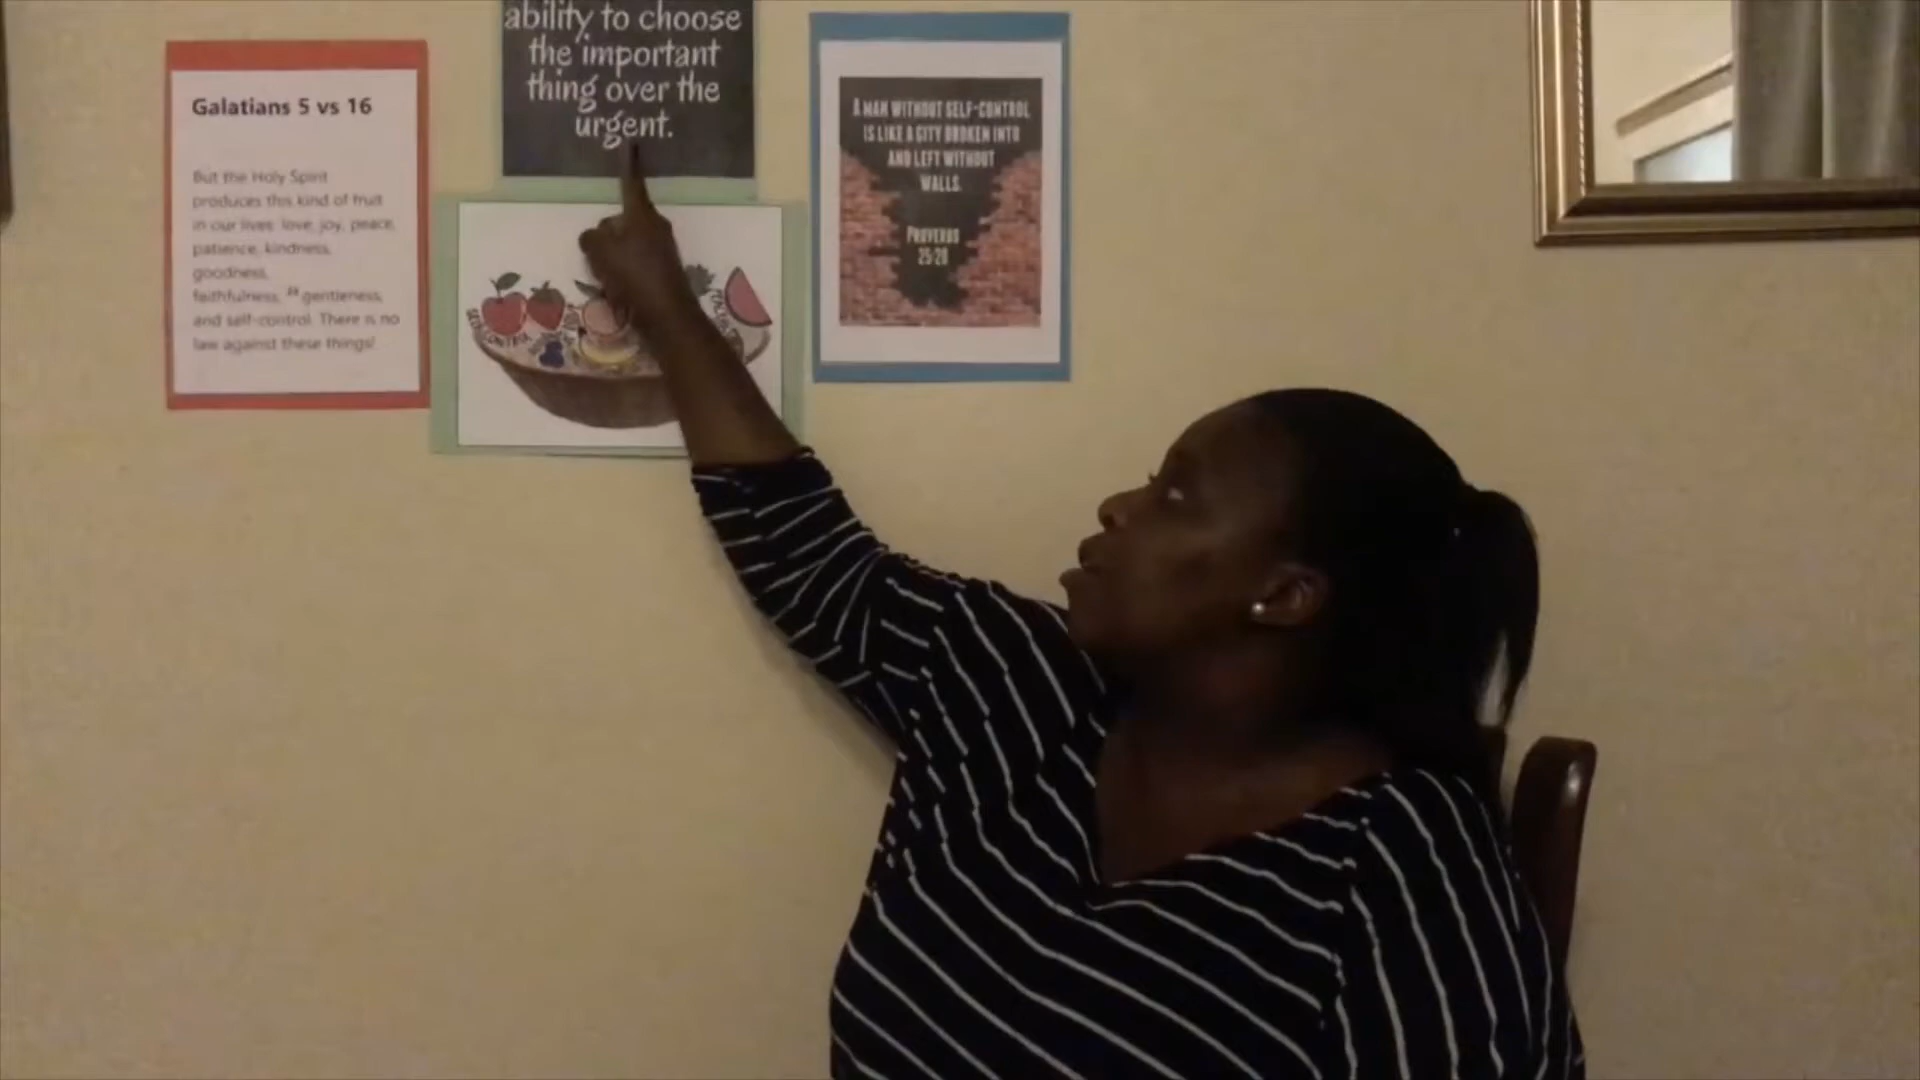 Galatians 5 vs 16
But the Holy Spirit
produces this kind of fruit
in our lives: love, joy, peace,
patience, kindness,
goodness,
faithfulness, 23 gentleness,
and self-control. There is no
law against these things!
ability to choose
the important
thing over the
urgent.
SELF CONTROL
A MAN WITHOUT SELF-CONTROL
IS LIKE A CITY BROKEN INTO
AND LEFT WITHOUT
WALLS.
PROVERBS
25:28